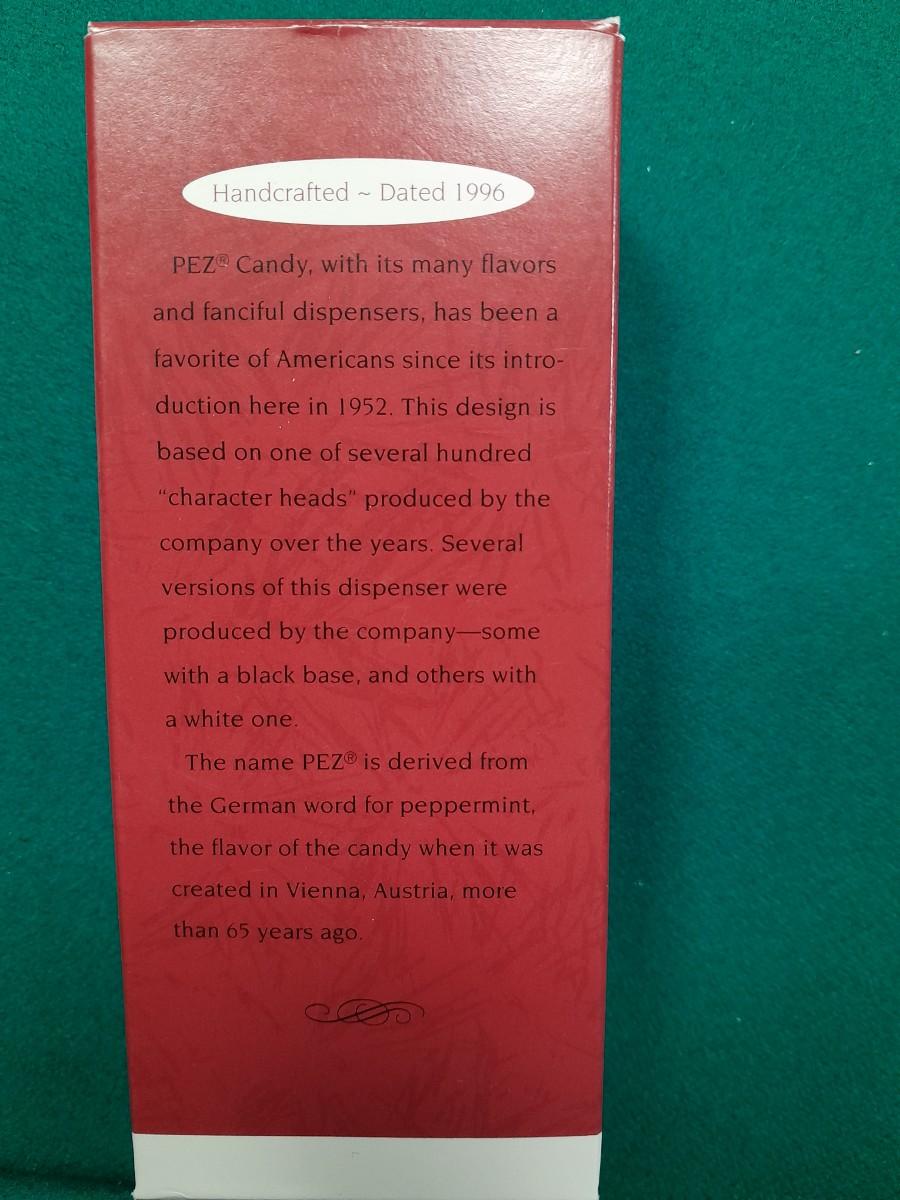 Handcrafted ~ Dated 1996
PEZ® Candy, with its many flavors
and fanciful dispensers, has been a
favorite of Americans since its intro-
duction here in 1952. This design is
based on one of several hundred
“character heads” produced by the
company over the years. Several
versions of this dispenser were
produced by the company—some
with a black base, and others with
a white one.
The name PEZ® is derived from
the German word for peppermint,
the flavor of the candy when it was
created in Vienna, Austria, more
than 65 years ago.